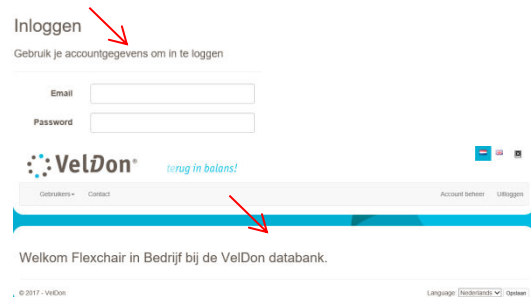 Inloggen
Gebruik je accountgegevens om in te loggen
Email
Password
VelDon®
terug in balans!
Gebruikers Contact Account beheer Uitloggen
Welkom Flexchair in Bedrijf bij de VelDon databank.
© 2017 - VelDon Language: Nederlands Opslaan